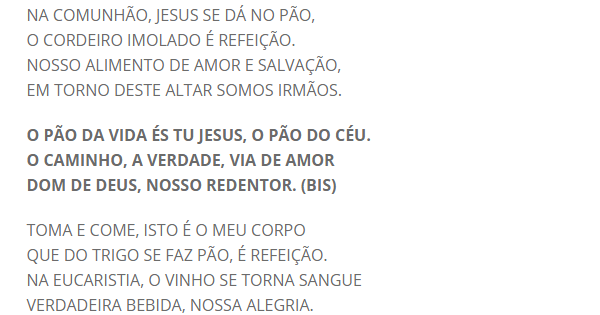 NA COMUNHÃO, JESUS SE DÁ NO PÃO,
O CORDEIRO IMOLADO É REFEIÇÃO.
NOSSO ALIMENTO DE AMOR E SALVAÇÃO,
EM TORNO DESTE ALTAR SOMOS IRMÃOS.
O PÃO DA VIDA ÉS TU JESUS, O PÃO DO CÉU.
O CAMINHO, A VERDADE, VIA DE AMOR
DOM DE DEUS, NOSSO REDENTOR. (BIS)
TOMA E COME, ISTO É O MEU CORPO
QUE DO TRIGO SE FAZ PÃO, É REFEIÇÃO.
NA EUCARISTIA, O VINHO SE TORNA SANGUE
VERDADEIRA BEBIDA, NOSSA ALEGRIA.